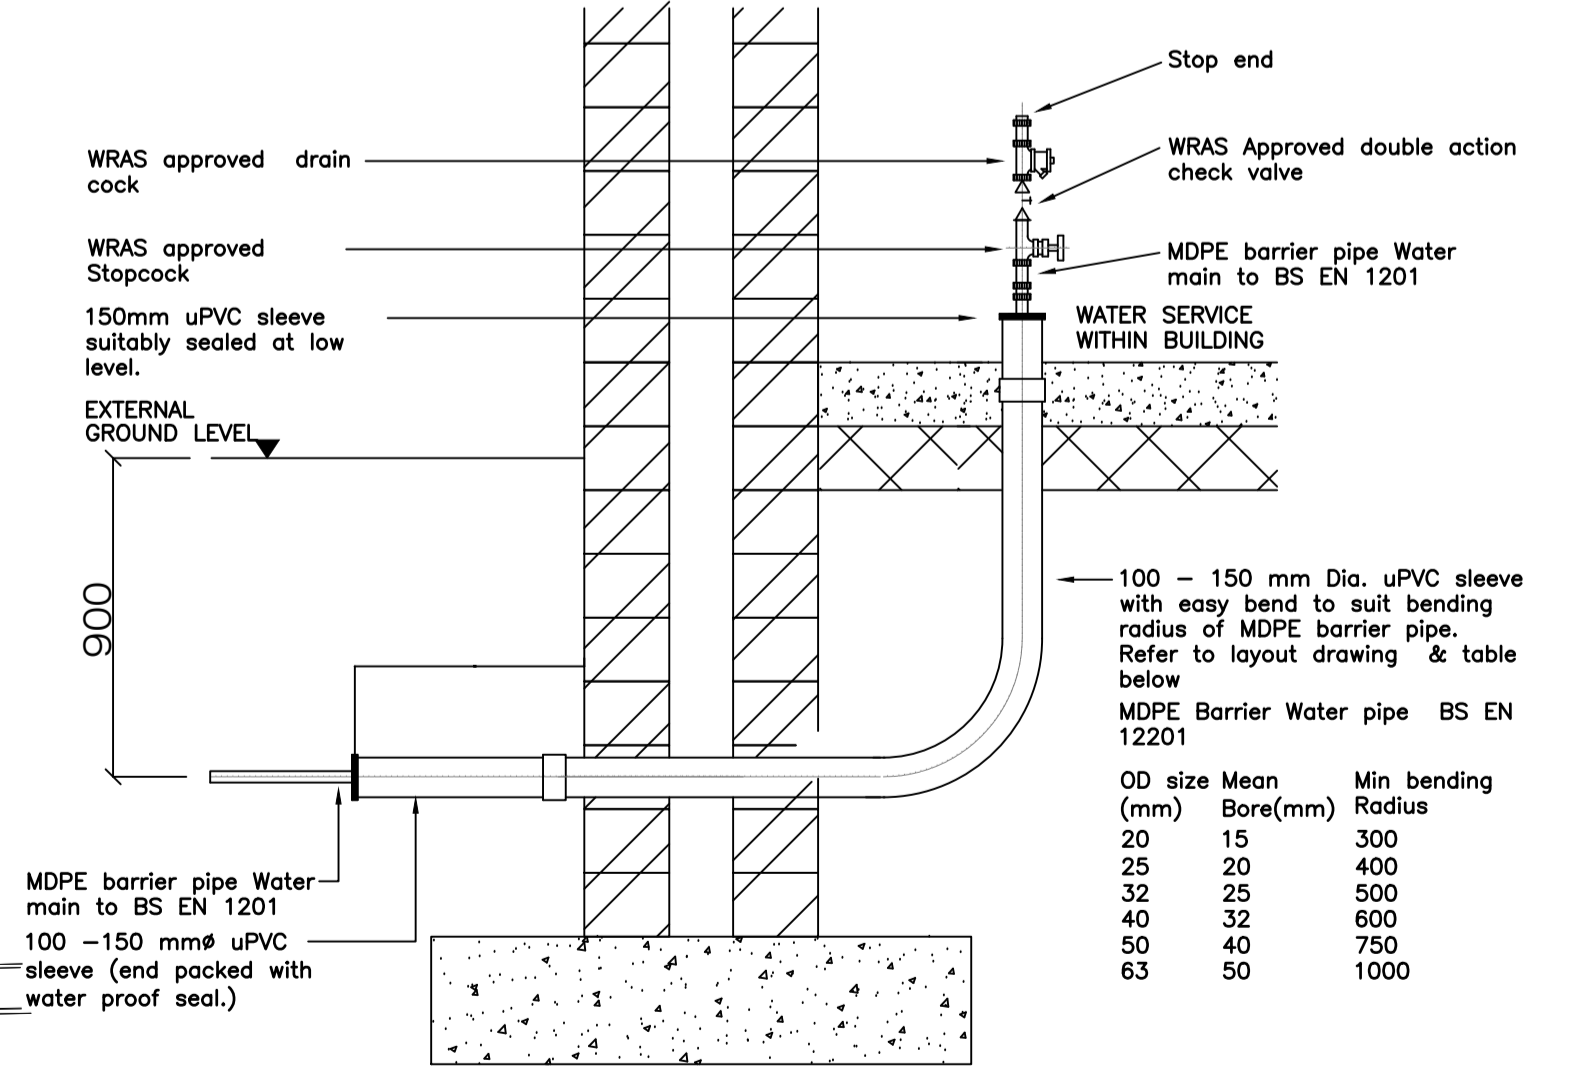 Stop end
WRAS approved drain
cock
WRAS Approved double action
check valve
WRAS approved
Stopcock
MDPE barrier pipe Water
main to BS EN 1201
150mm uPVC sleeve
suitably sealed at low
level.
WATER SERVICE
WITHIN BUILDING
EXTERNAL
GROUND LEVEL
900
100 - 150 mm Dia. uPVC sleeve
with easy bend to suit bending
radius of MDPE barrier pipe.
Refer to layout drawing & table
below
MDPE Barrier Water pipe BS EN
12201
OD size Mean Min bending
(mm) Bore(mm) Radius
20 15 300
25 20 400
32 25 500
40 32 600
50 40 750
63 50 1000
MDPE barrier pipe Water
main to BS EN 1201
100 -150 mmø uPVC
sleeve (end packed with
water proof seal.)